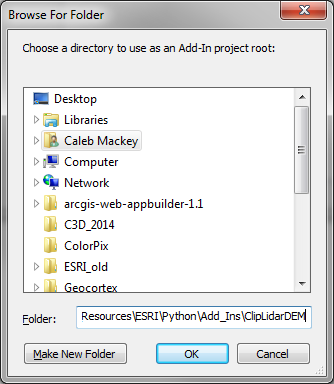 Browse For Folder
Choose a directory to use as an Add-In project root:
Desktop
Libraries
Caleb Mackey
Computer
Network
arcgis-web-appbuilder-1.1
C3D_2014
ColorPix
ESRI_old
Geocortex
Folder: Resources\ESRI\Python\Add_Ins\ClipLidarDEM
Make New Folder OK Cancel